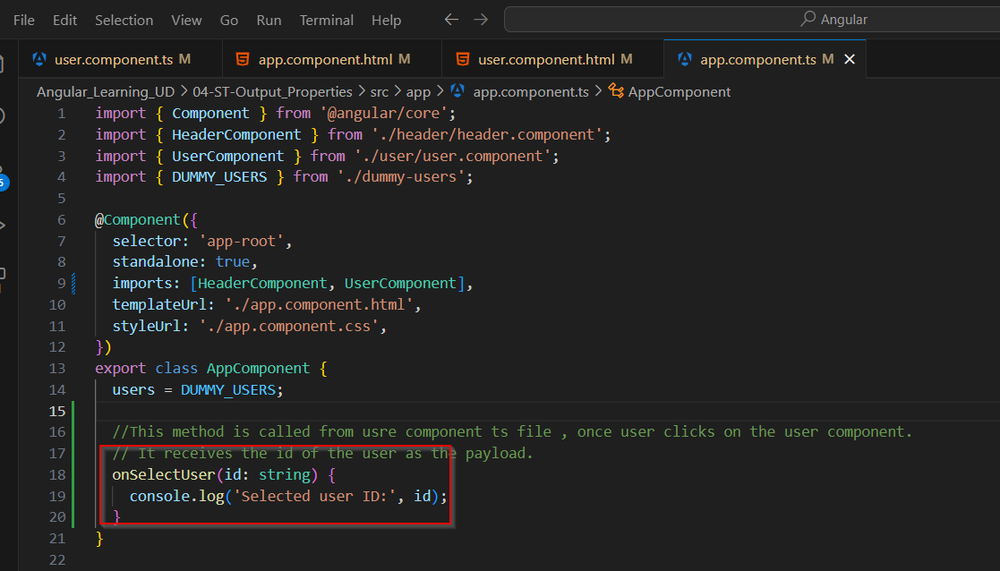 File Edit Selection View Go Run Terminal Help Angular
user.component.ts M app.component.html M user.component.html M app.component.ts M
Angular_Learning_UD > 04-ST-Output_Properties > src > app > app.component.ts > AppComponent
1 import { Component } from '@angular/core';
2 import { HeaderComponent } from './header/header.component';
3 import { UserComponent } from './user/user.component';
4 import { DUMMY_USERS } from './dummy-users';
5
6 @Component({
7 selector: 'app-root',
8 standalone: true,
9 imports: [HeaderComponent, UserComponent],
10 templateUrl: './app.component.html',
11 styleUrl: './app.component.css',
12 })
13 export class AppComponent {
14 users = DUMMY_USERS;
15
16 //This method is called from usre component ts file , once user clicks on the user component.
17 // It receives the id of the user as the payload.
18 onSelectUser(id: string) {
19 console.log('Selected user ID:', id);
20 }
21 }
22